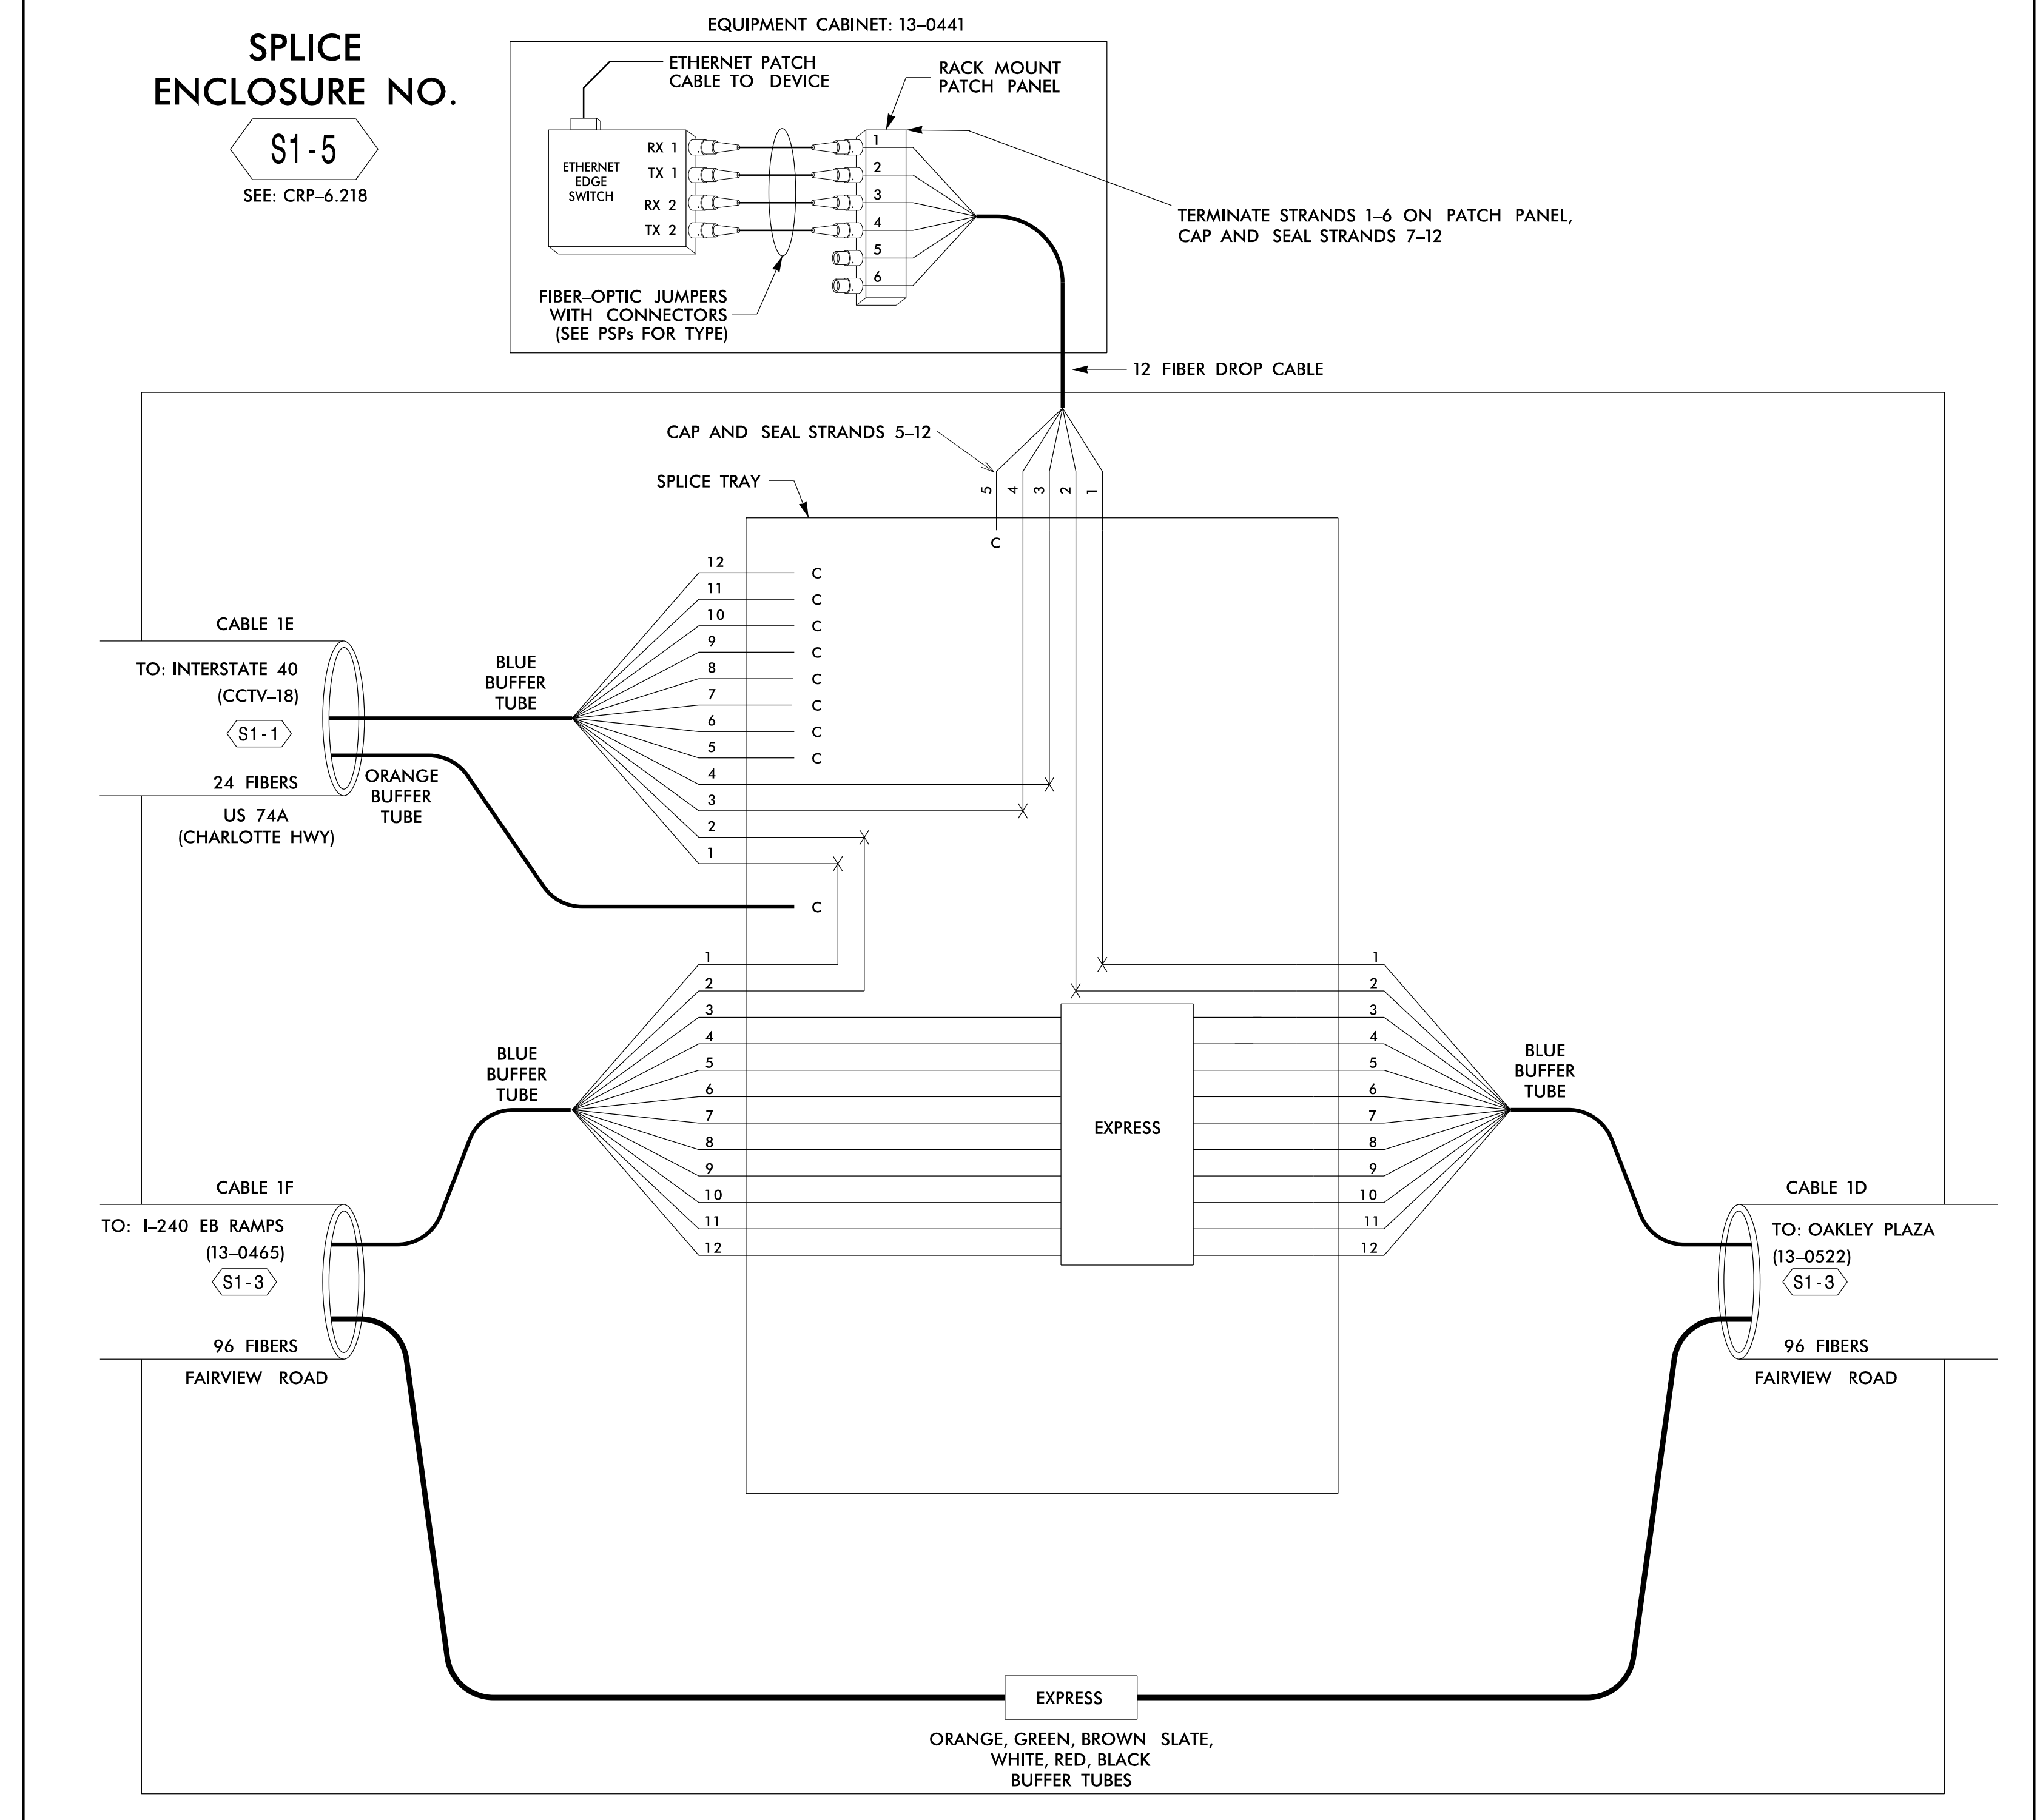 EQUIPMENT CABINET: 13–0441
SPLICE
ENCLOSURE NO.
S1-5
SEE: CRP–6.218
ETHERNET PATCH
CABLE TO DEVICE
RACK MOUNT
PATCH PANEL
ETHERNET
EDGE
SWITCH
RX 1
TX 1
RX 2
TX 2
1
2
3
4
5
6
TERMINATE STRANDS 1–6 ON PATCH PANEL,
CAP AND SEAL STRANDS 7–12
FIBER–OPTIC JUMPERS
WITH CONNECTORS
(SEE PSPs FOR TYPE)
12 FIBER DROP CABLE
CAP AND SEAL STRANDS 5–12
SPLICE TRAY
5
4
3
2
1
C
12
C
11
C
10
C
9
C
8
C
7
C
6
C
5
C
4
3
2
1
C
CABLE 1E
TO: INTERSTATE 40
(CCTV–18)
S1-1
24 FIBERS
US 74A
(CHARLOTTE HWY)
BLUE
BUFFER
TUBE
ORANGE
BUFFER
TUBE
1
2
3
4
5
6
7
8
9
10
11
12
BLUE
BUFFER
TUBE
CABLE 1F
TO: I–240 EB RAMPS
(13–0465)
S1-3
96 FIBERS
FAIRVIEW ROAD
EXPRESS
1
2
3
4
5
6
7
8
9
10
11
12
BLUE
BUFFER
TUBE
CABLE 1D
TO: OAKLEY PLAZA
(13–0522)
S1-3
96 FIBERS
FAIRVIEW ROAD
EXPRESS
ORANGE, GREEN, BROWN SLATE,
WHITE, RED, BLACK
BUFFER TUBES